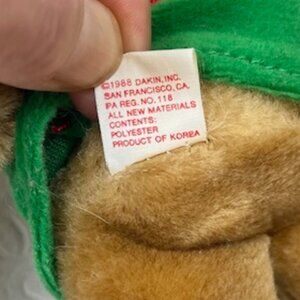 ©1988 DAKIN, INC.
SAN FRANCISCO, CA.
PA REG. NO. 118
ALL NEW MATERIALS
CONTENTS:
POLYESTER
PRODUCT OF KOREA